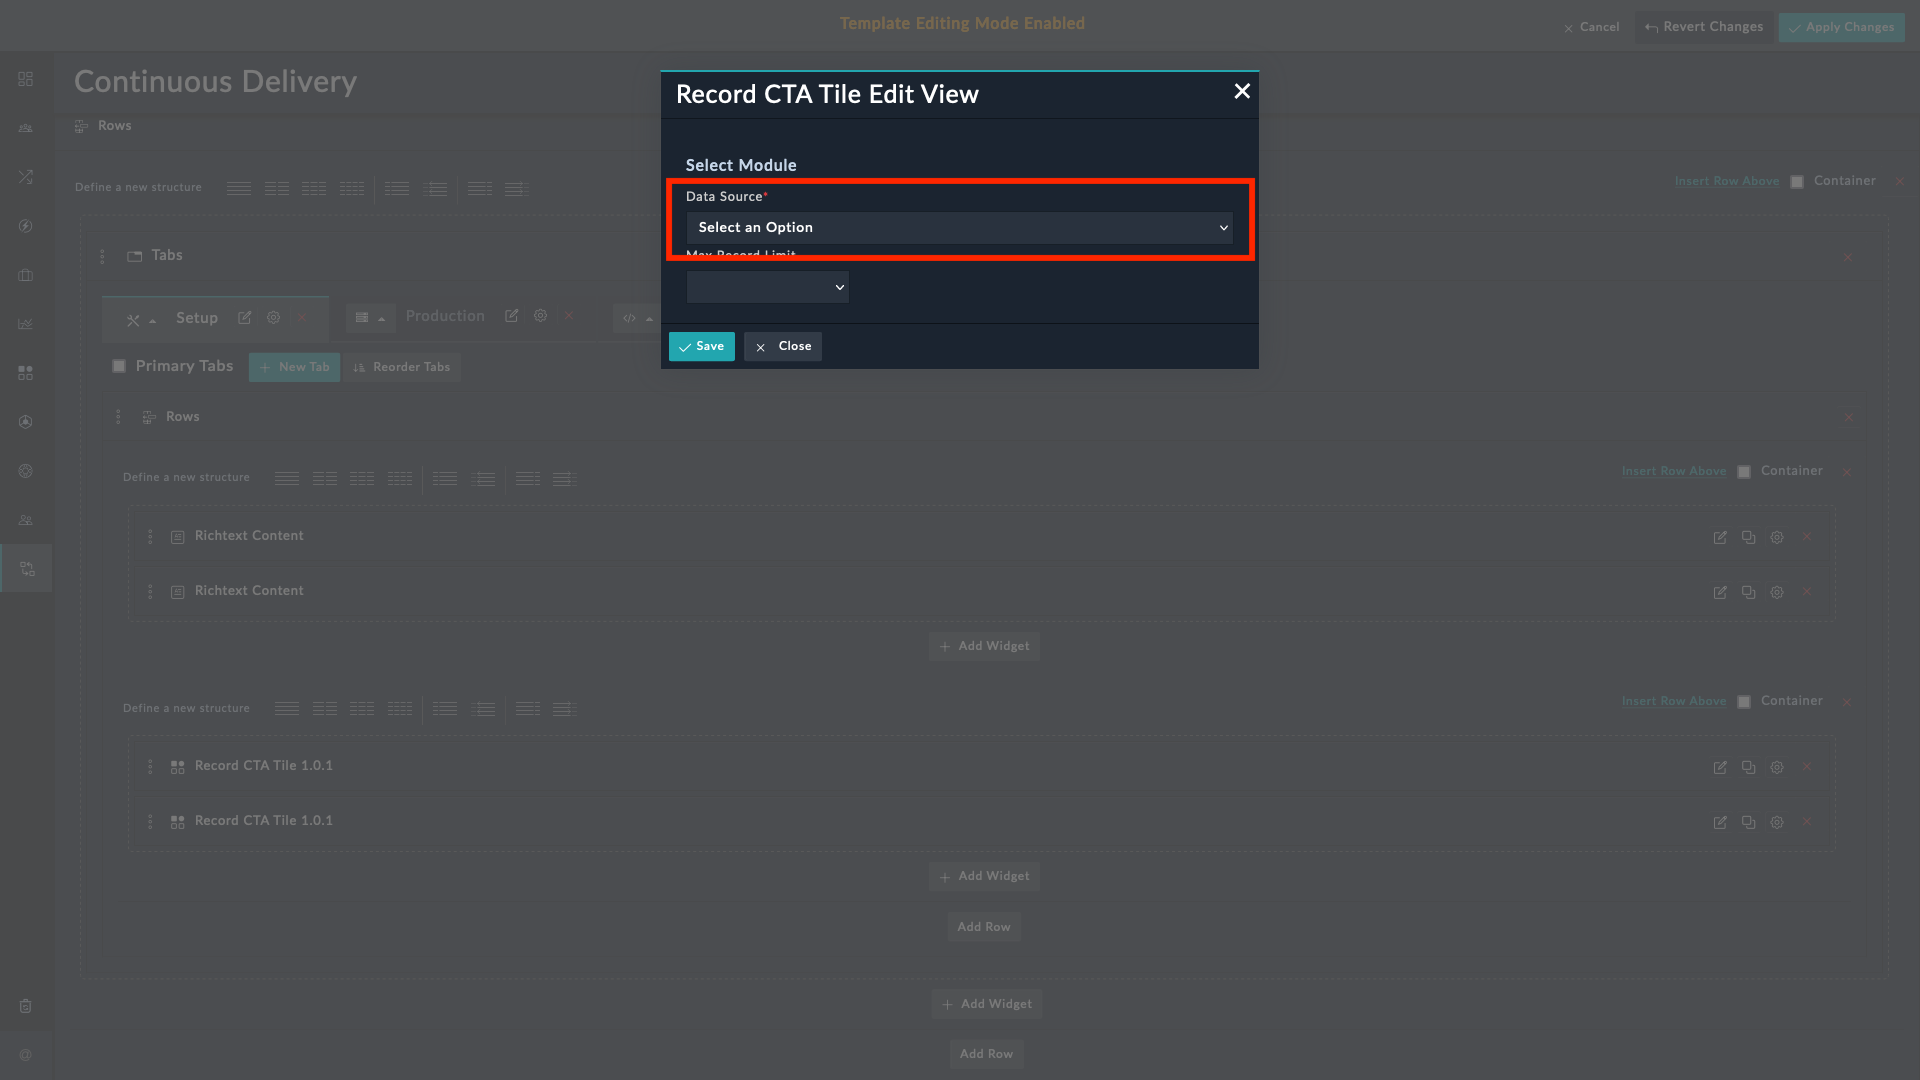 Template Editing Mode Enabled
Cancel
Revert Changes
Apply Changes
Continuous Delivery
Rows
Record CTA Tile Edit View
Select Module
Data Source*
Select an Option
Max Record Limit
Save
Close
Define a new structure
Insert Row Above
Container
Tabs
Setup
Production
Primary Tabs
New Tab
Reorder Tabs
Rows
Define a new structure
Insert Row Above
Container
Richtext Content
Richtext Content
Add Widget
Define a new structure
Insert Row Above
Container
Record CTA Tile 1.0.1
Record CTA Tile 1.0.1
Add Widget
Add Row
Add Widget
Add Row